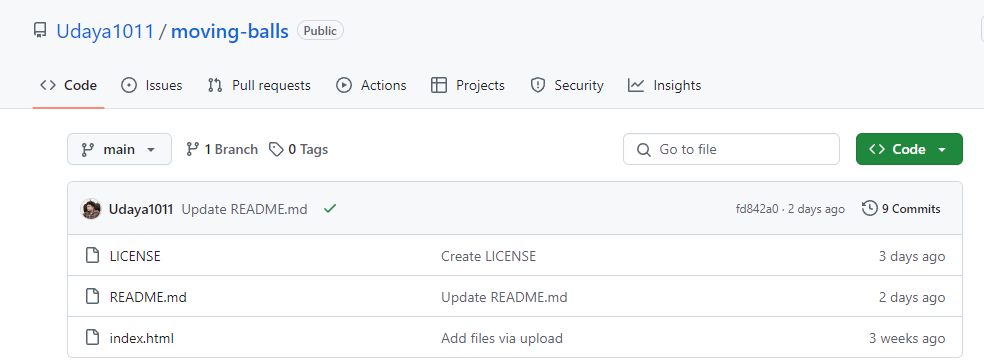 Udaya1011 / moving-balls Public
Code Issues Pull requests Actions Projects Security Insights
main 1 Branch 0 Tags Go to file Code
Udaya1011 Update README.md fd842a0 · 2 days ago 9 Commits
LICENSE Create LICENSE 3 days ago
README.md Update README.md 2 days ago
index.html Add files via upload 3 weeks ago